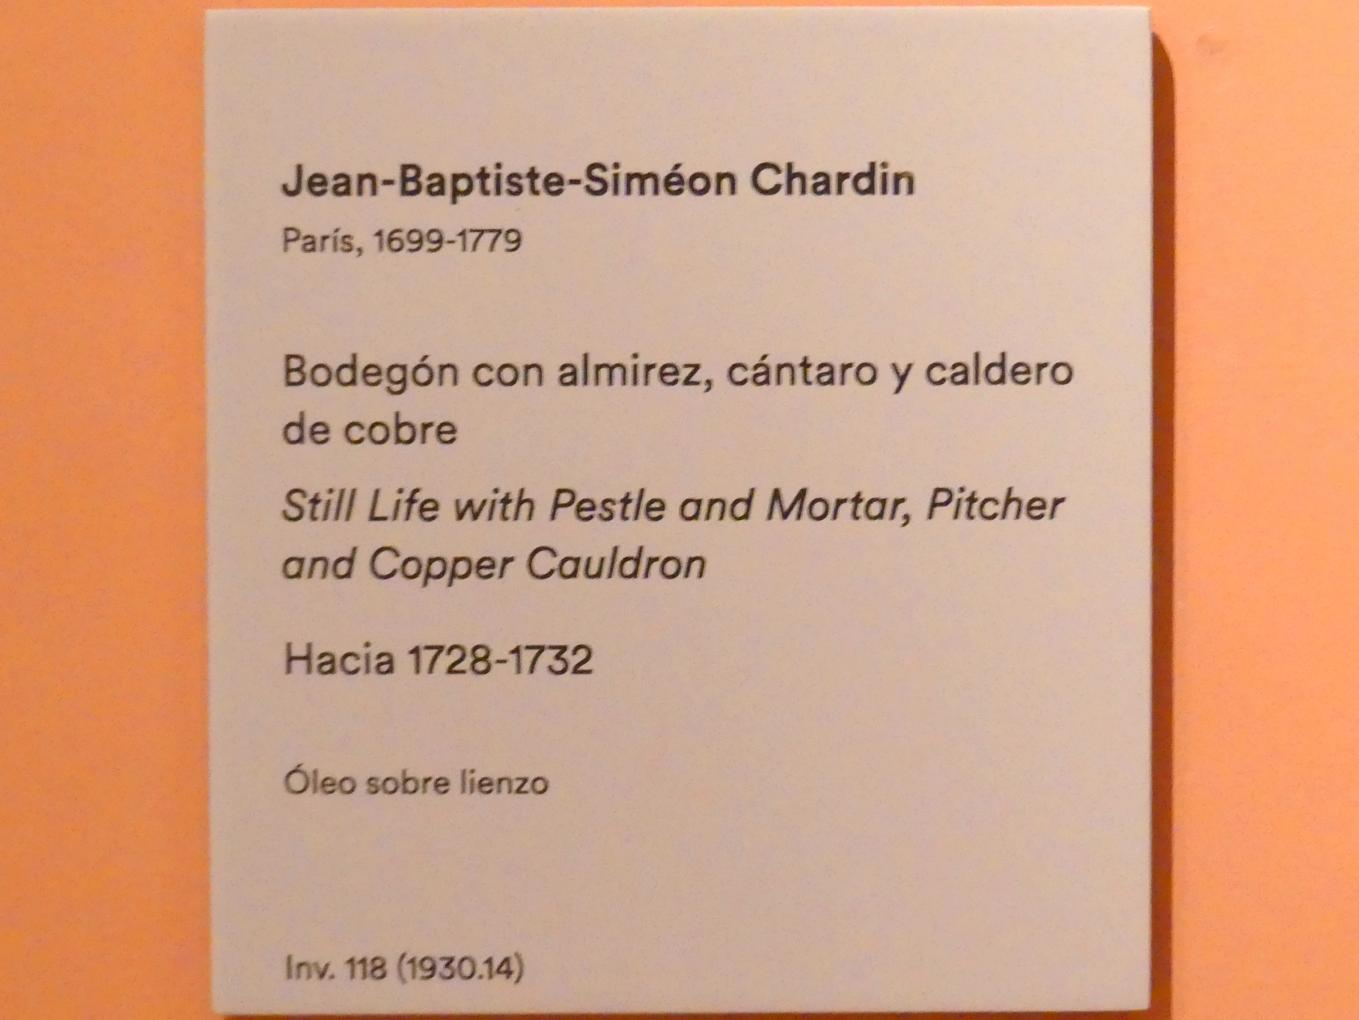 Jean-Baptiste-Siméon Chardin
París, 1699-1779
Bodegón con almirez, cántaro y caldero
de cobre
Still Life with Pestle and Mortar, Pitcher
and Copper Cauldron
Hacia 1728-1732
Óleo sobre lienzo
Inv. 118 (1930.14)